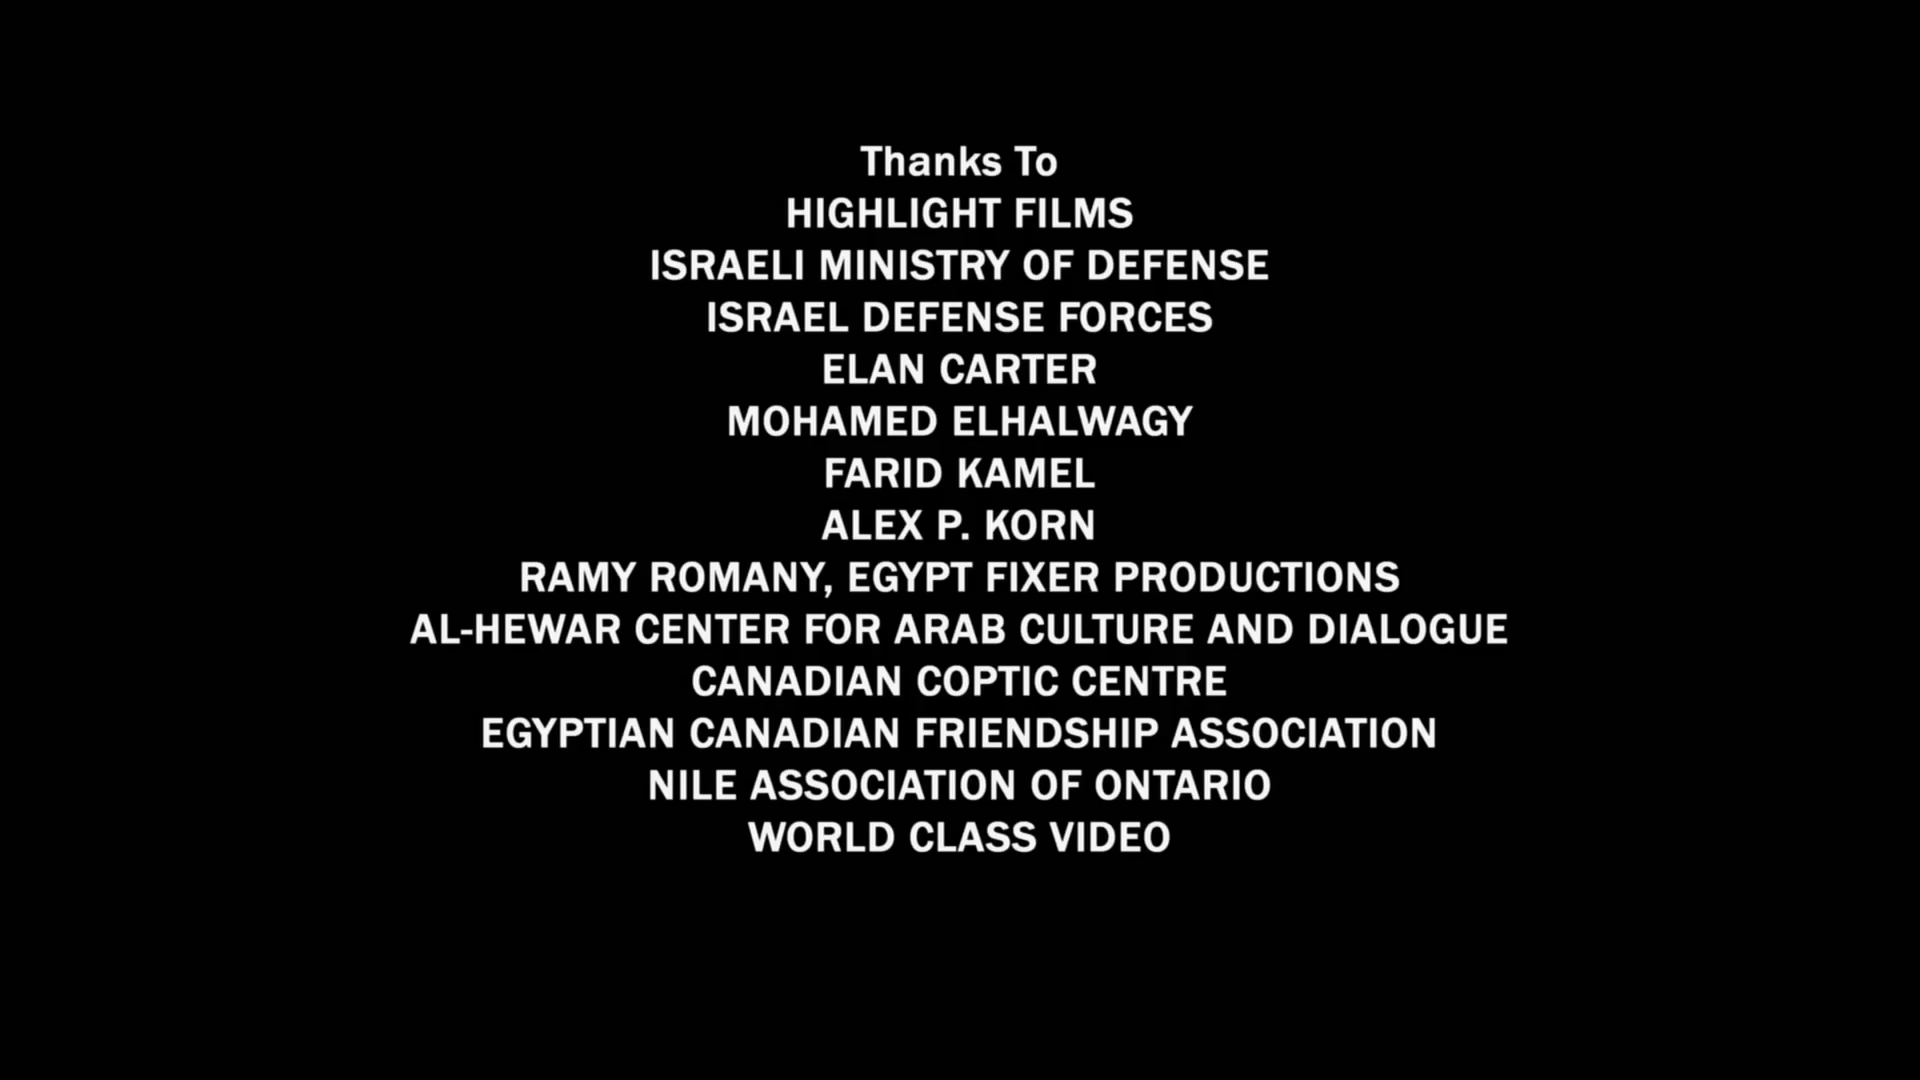 Thanks To
HIGHLIGHT FILMS
ISRAELI MINISTRY OF DEFENSE
ISRAEL DEFENSE FORCES
ELAN CARTER
MOHAMED ELHALWAGY
FARID KAMEL
ALEX P. KORN
RAMY ROMANY, EGYPT FIXER PRODUCTIONS
AL-HEWAR CENTER FOR ARAB CULTURE AND DIALOGUE
CANADIAN COPTIC CENTRE
EGYPTIAN CANADIAN FRIENDSHIP ASSOCIATION
NILE ASSOCIATION OF ONTARIO
WORLD CLASS VIDEO